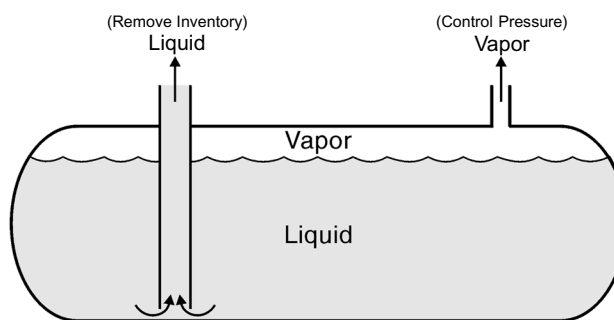 (Remove Inventory)
Liquid
(Control Pressure)
Vapor
Vapor
Liquid